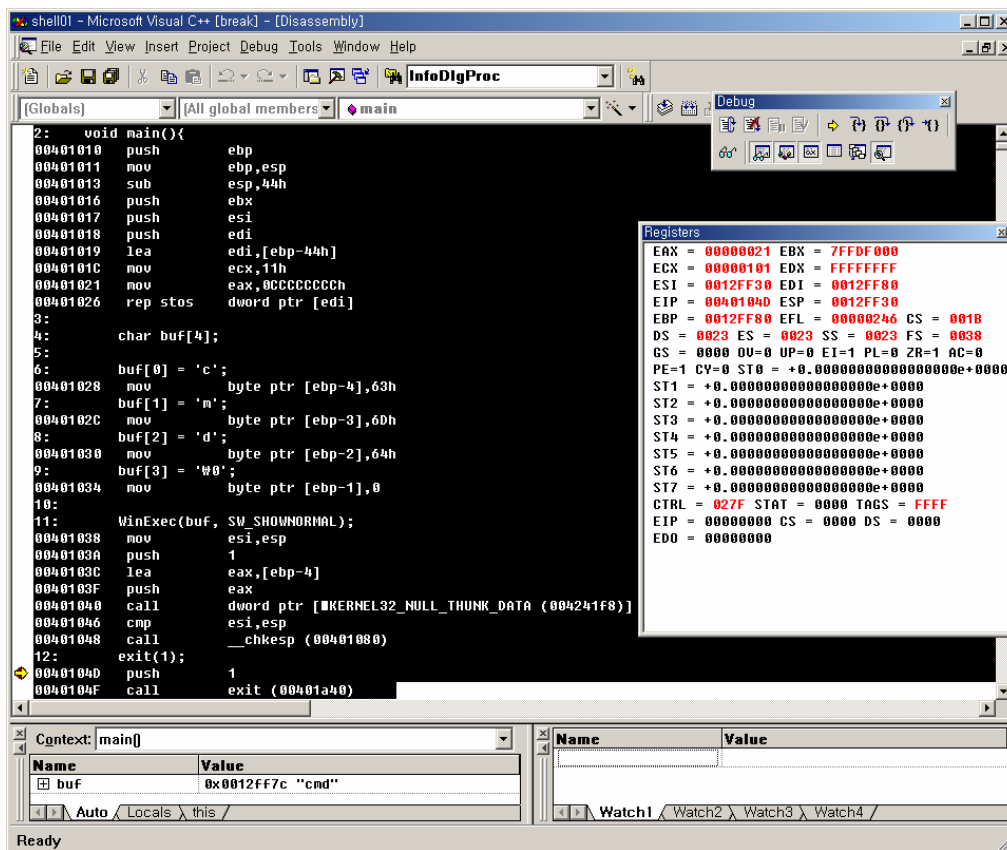 shell01 - Microsoft Visual C++ [break] - [Disassembly]
File Edit View Insert Project Debug Tools Window Help
InfoDlgProc
(Globals) (All global members main
Debug
2: void main(){
00401010 push ebp
00401011 mov ebp,esp
00401013 sub esp,44h
00401016 push ebx
00401017 push esi
00401018 push edi
00401019 lea edi,[ebp-44h]
0040101C mov ecx,11h
00401021 mov eax,0CCCCCCCCh
00401026 rep stos dword ptr [edi]
3:
4: char buf[4];
5:
6: buf[0] = 'c';
00401028 mov byte ptr [ebp-4],63h
7: buf[1] = 'm';
0040102C mov byte ptr [ebp-3],6Dh
8: buf[2] = 'd';
00401030 mov byte ptr [ebp-2],64h
9: buf[3] = '₩0';
00401034 mov byte ptr [ebp-1],0
10:
11: WinExec(buf, SW_SHOWNORMAL);
00401038 mov esi,esp
0040103A push 1
0040103C lea eax,[ebp-4]
0040103F push eax
00401040 call dword ptr [■KERNEL32_NULL_THUNK_DATA (004241f8)]
00401046 cmp esi,esp
00401048 call __chkesp (00401080)
12: exit(1);
0040104D push 1
0040104F call exit (00401a40)
Registers
EAX = 00000021 EBX = 7FFDF000
ECX = 00000101 EDX = FFFFFFFF
ESI = 0012FF30 EDI = 0012FF80
EIP = 0040104D ESP = 0012FF30
EBP = 0012FF80 EFL = 00000246 CS = 001B
DS = 0023 ES = 0023 SS = 0023 FS = 0038
GS = 0000 OV=0 UP=0 EI=1 PL=0 ZR=1 AC=0
PE=1 CY=0 ST0 = +0.00000000000000000e+0000
ST1 = +0.00000000000000000e+0000
ST2 = +0.00000000000000000e+0000
ST3 = +0.00000000000000000e+0000
ST4 = +0.00000000000000000e+0000
ST5 = +0.00000000000000000e+0000
ST6 = +0.00000000000000000e+0000
ST7 = +0.00000000000000000e+0000
CTRL = 027F STAT = 0000 TAGS = FFFF
EIP = 00000000 CS = 0000 DS = 0000
EDO = 00000000
Context: main()
Name Value
buf 0x0012ff7c "cmd"
Auto Locals this
Name Value
Watch1 Watch2 Watch3 Watch4
Ready